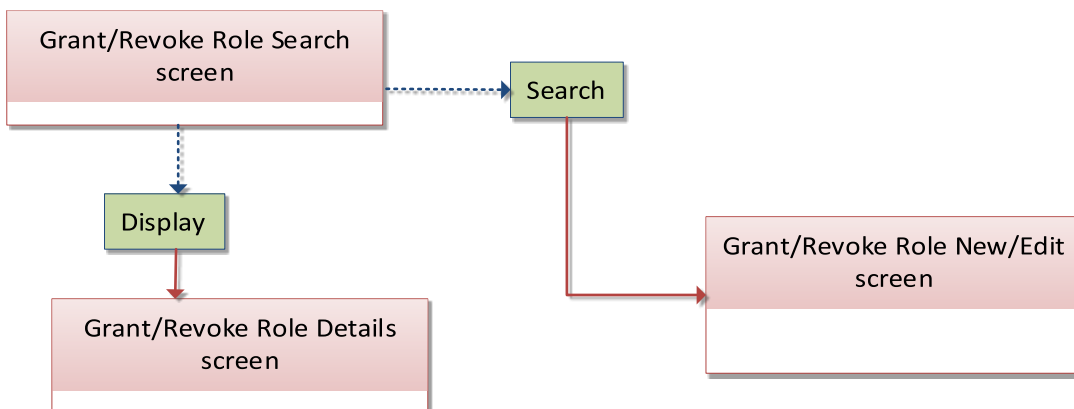 Grant/Revoke Role Search
screen
Search
Display
Grant/Revoke Role New/Edit
screen
Grant/Revoke Role Details
screen